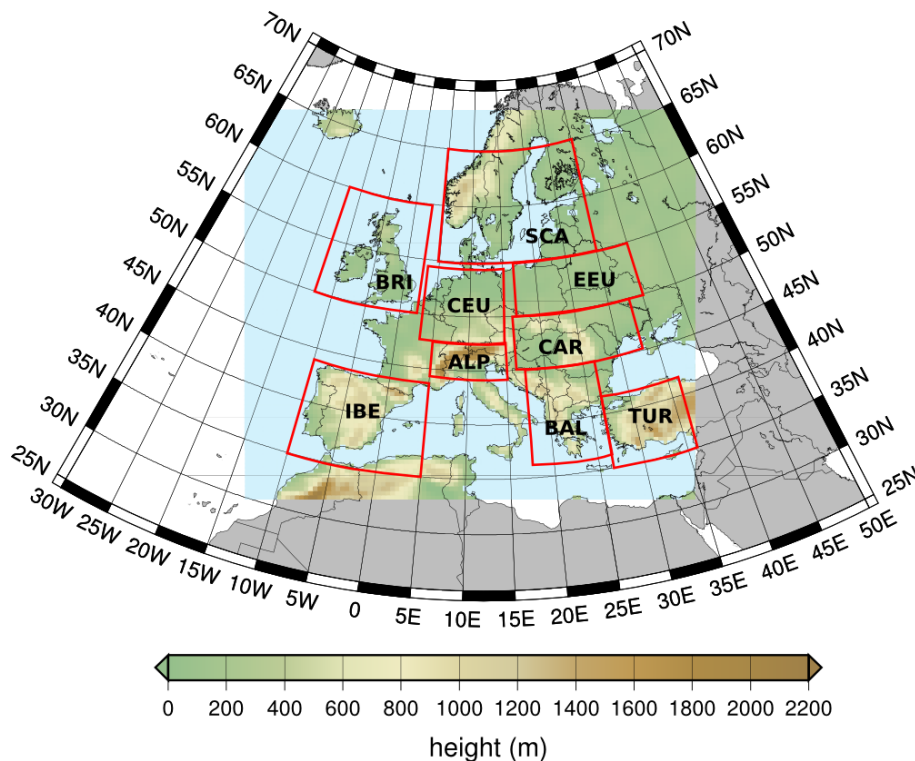 70N 70N
65N 65N
60N 60N
55N 55N
50N 50N
45N 45N
40N 40N
35N 35N
30N 30N
25N 25N
SCA
BRI
EEU
CEU
CAR
ALP
IBE
TUR
BAL
30W 25W 20W 15W 10W 5W 0 5E 10E 15E 20E 25E 30E 35E 40E 45E 50E
0 200 400 600 800 1000 1200 1400 1600 1800 2000 2200
height (m)